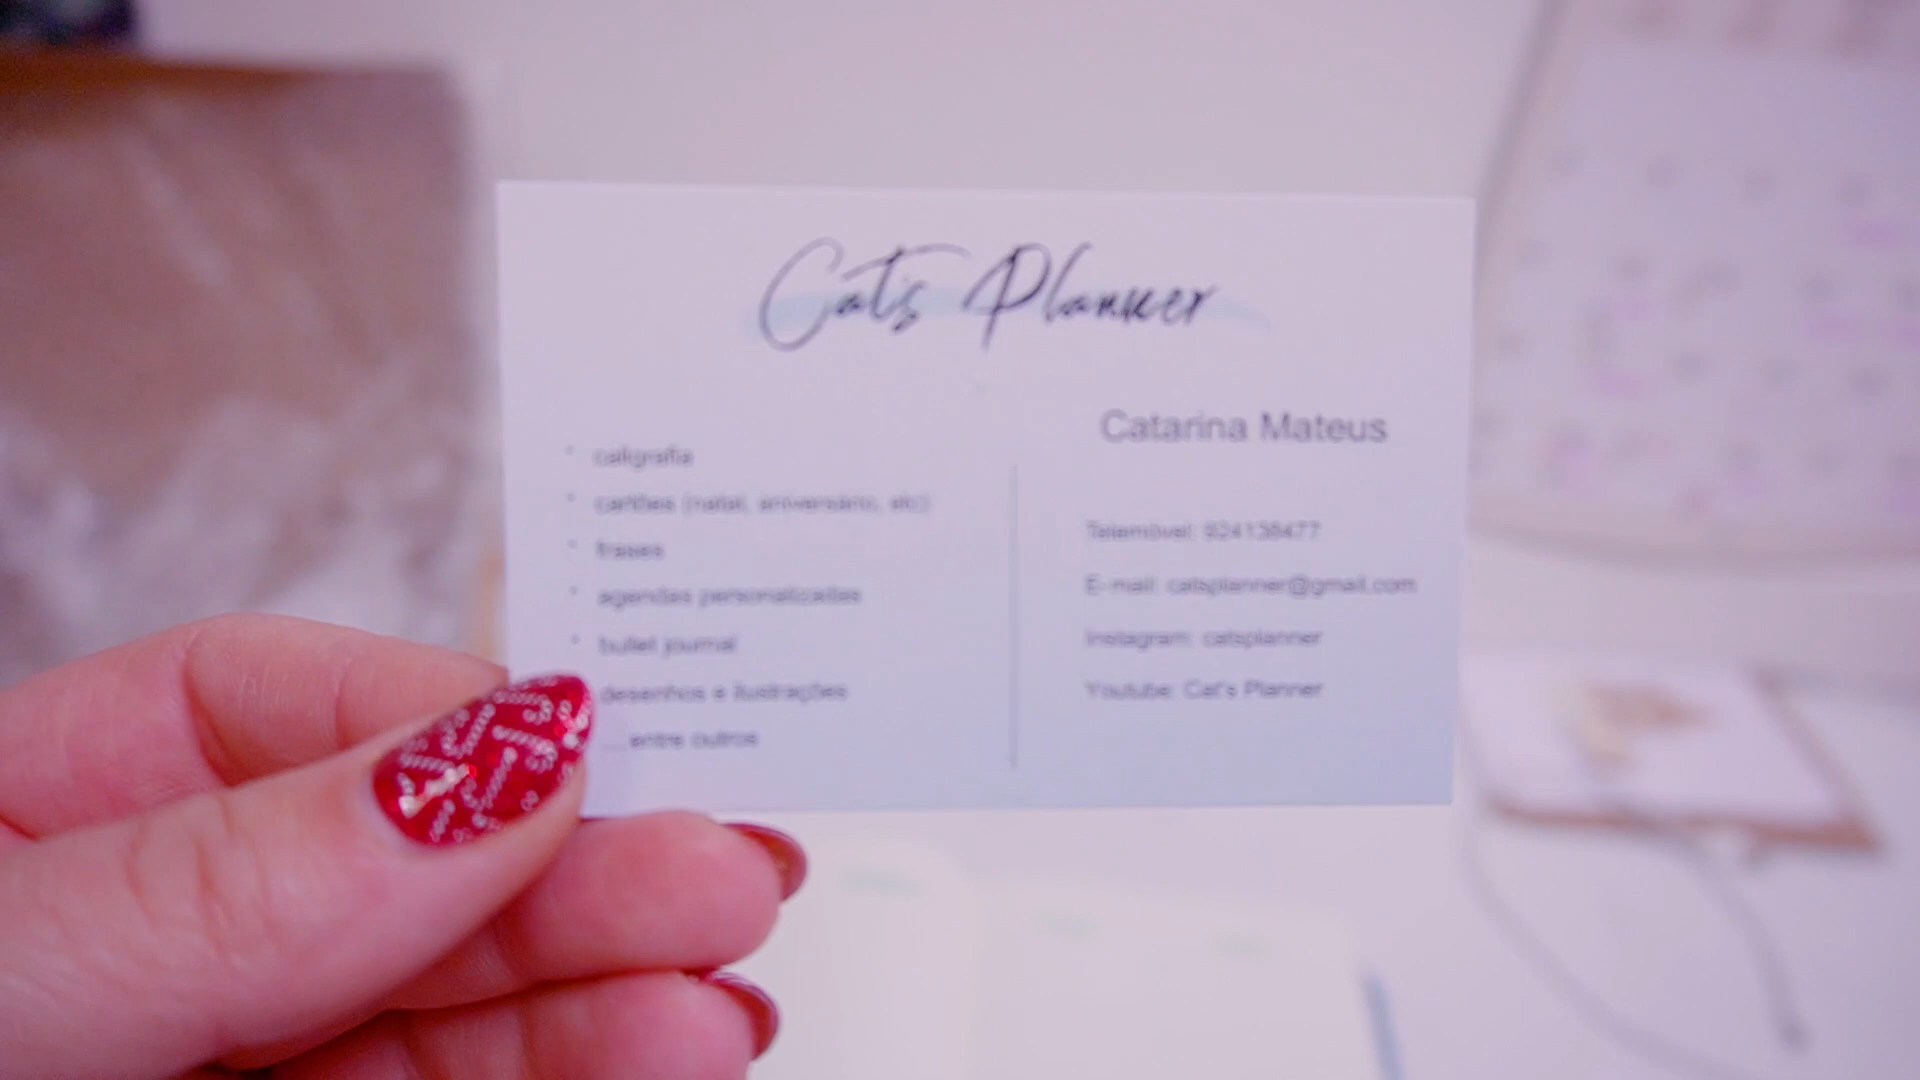 Cat's Planner
caligrafia
cartões (natal, aniversário, etc)
frases
agendas personalizadas
bullet journal
desenhos e ilustrações
...entre outros
Catarina Mateus
Telemóvel: 924138477
E-mail: catsplanner@gmail.com
Instagram: catsplanner
Youtube: Cat's Planner